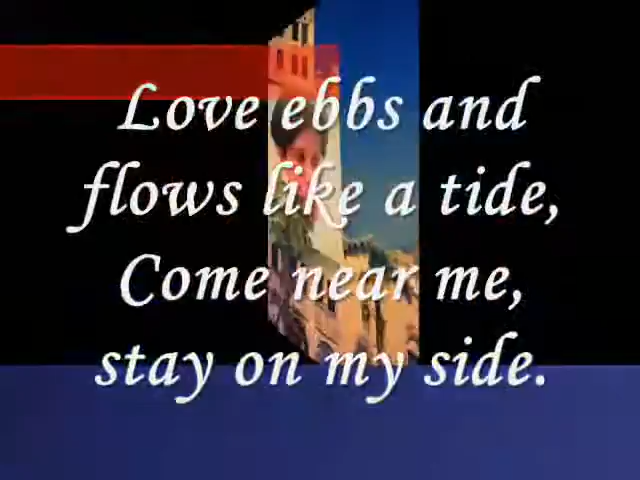 Love ebbs and
flows like a tide,
Come near me,
stay on my side.